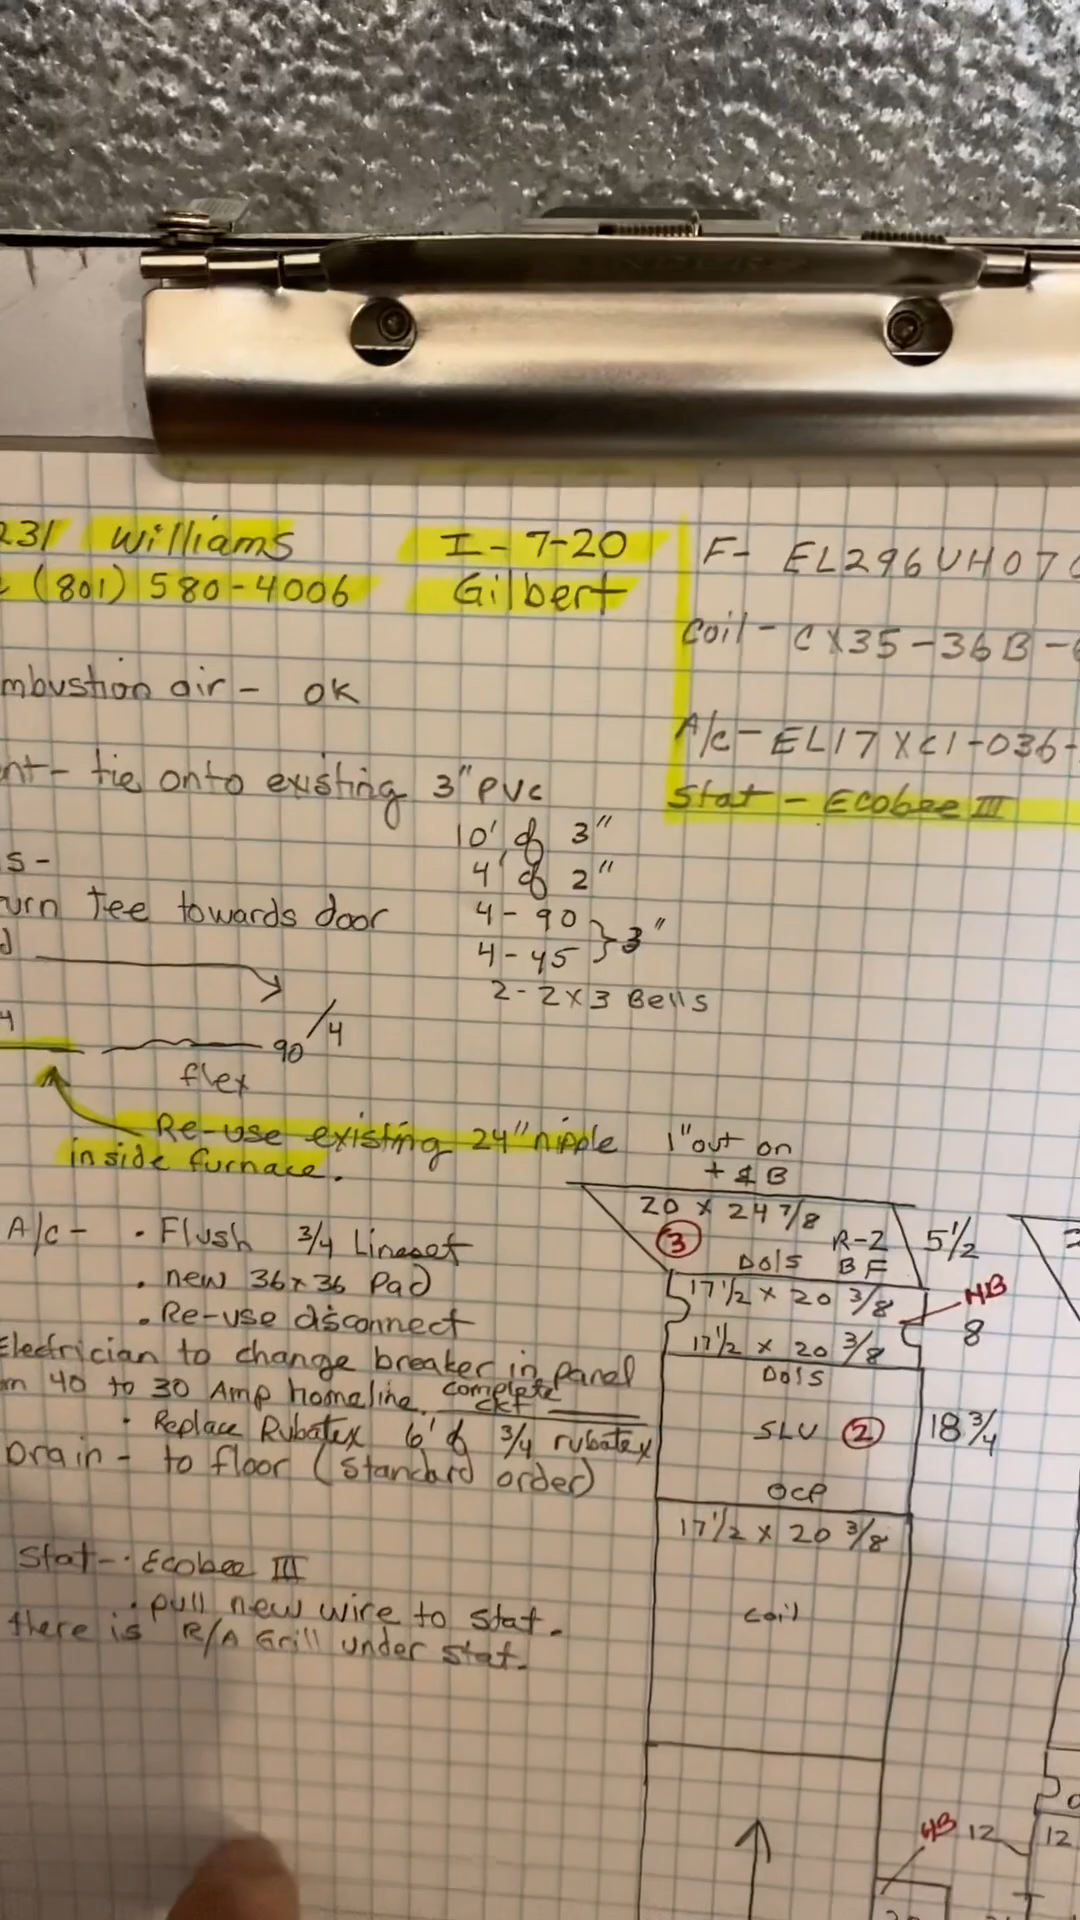 231 Williams
(801) 580-4006
I- 7-20
Gilbert
F- EL296UH070
coil- CX35-36B-6
A/c- EL17XC1-036-
Stat - Ecobee III
mbustion air - ok
nt- tie onto existing 3" PVC
10' of 3"
4' of 2"
4-90
4-45 } 3"
2- 2x3 Bells
s-
urn Tee towards door
4
flex
90 /4
Re-use existing 24" nipple
inside furnace.
A/c- • Flush 3/4 Lineset
• new 36x36 Pad
• Re-use disconnect
Electrician to change breaker in panel
m 40 to 30 Amp homeline. complete
ckt
• Replace Rubatex 6' of 3/4 rubatex
Drain - to floor (standard order)
Stat- • Ecobee III
• pull new wire to stat.
there is R/A Grill under stat.
1" out on
+ & B
20 x 24 7/8
3
R-2
Dols BF
5 1/2
17 1/2 x 20 3/8
HB
8
17 1/2 x 20 3/8
Dols
SLV 2
18 3/4
OCP
17 1/2 x 20 3/8
coil
HB 12
12